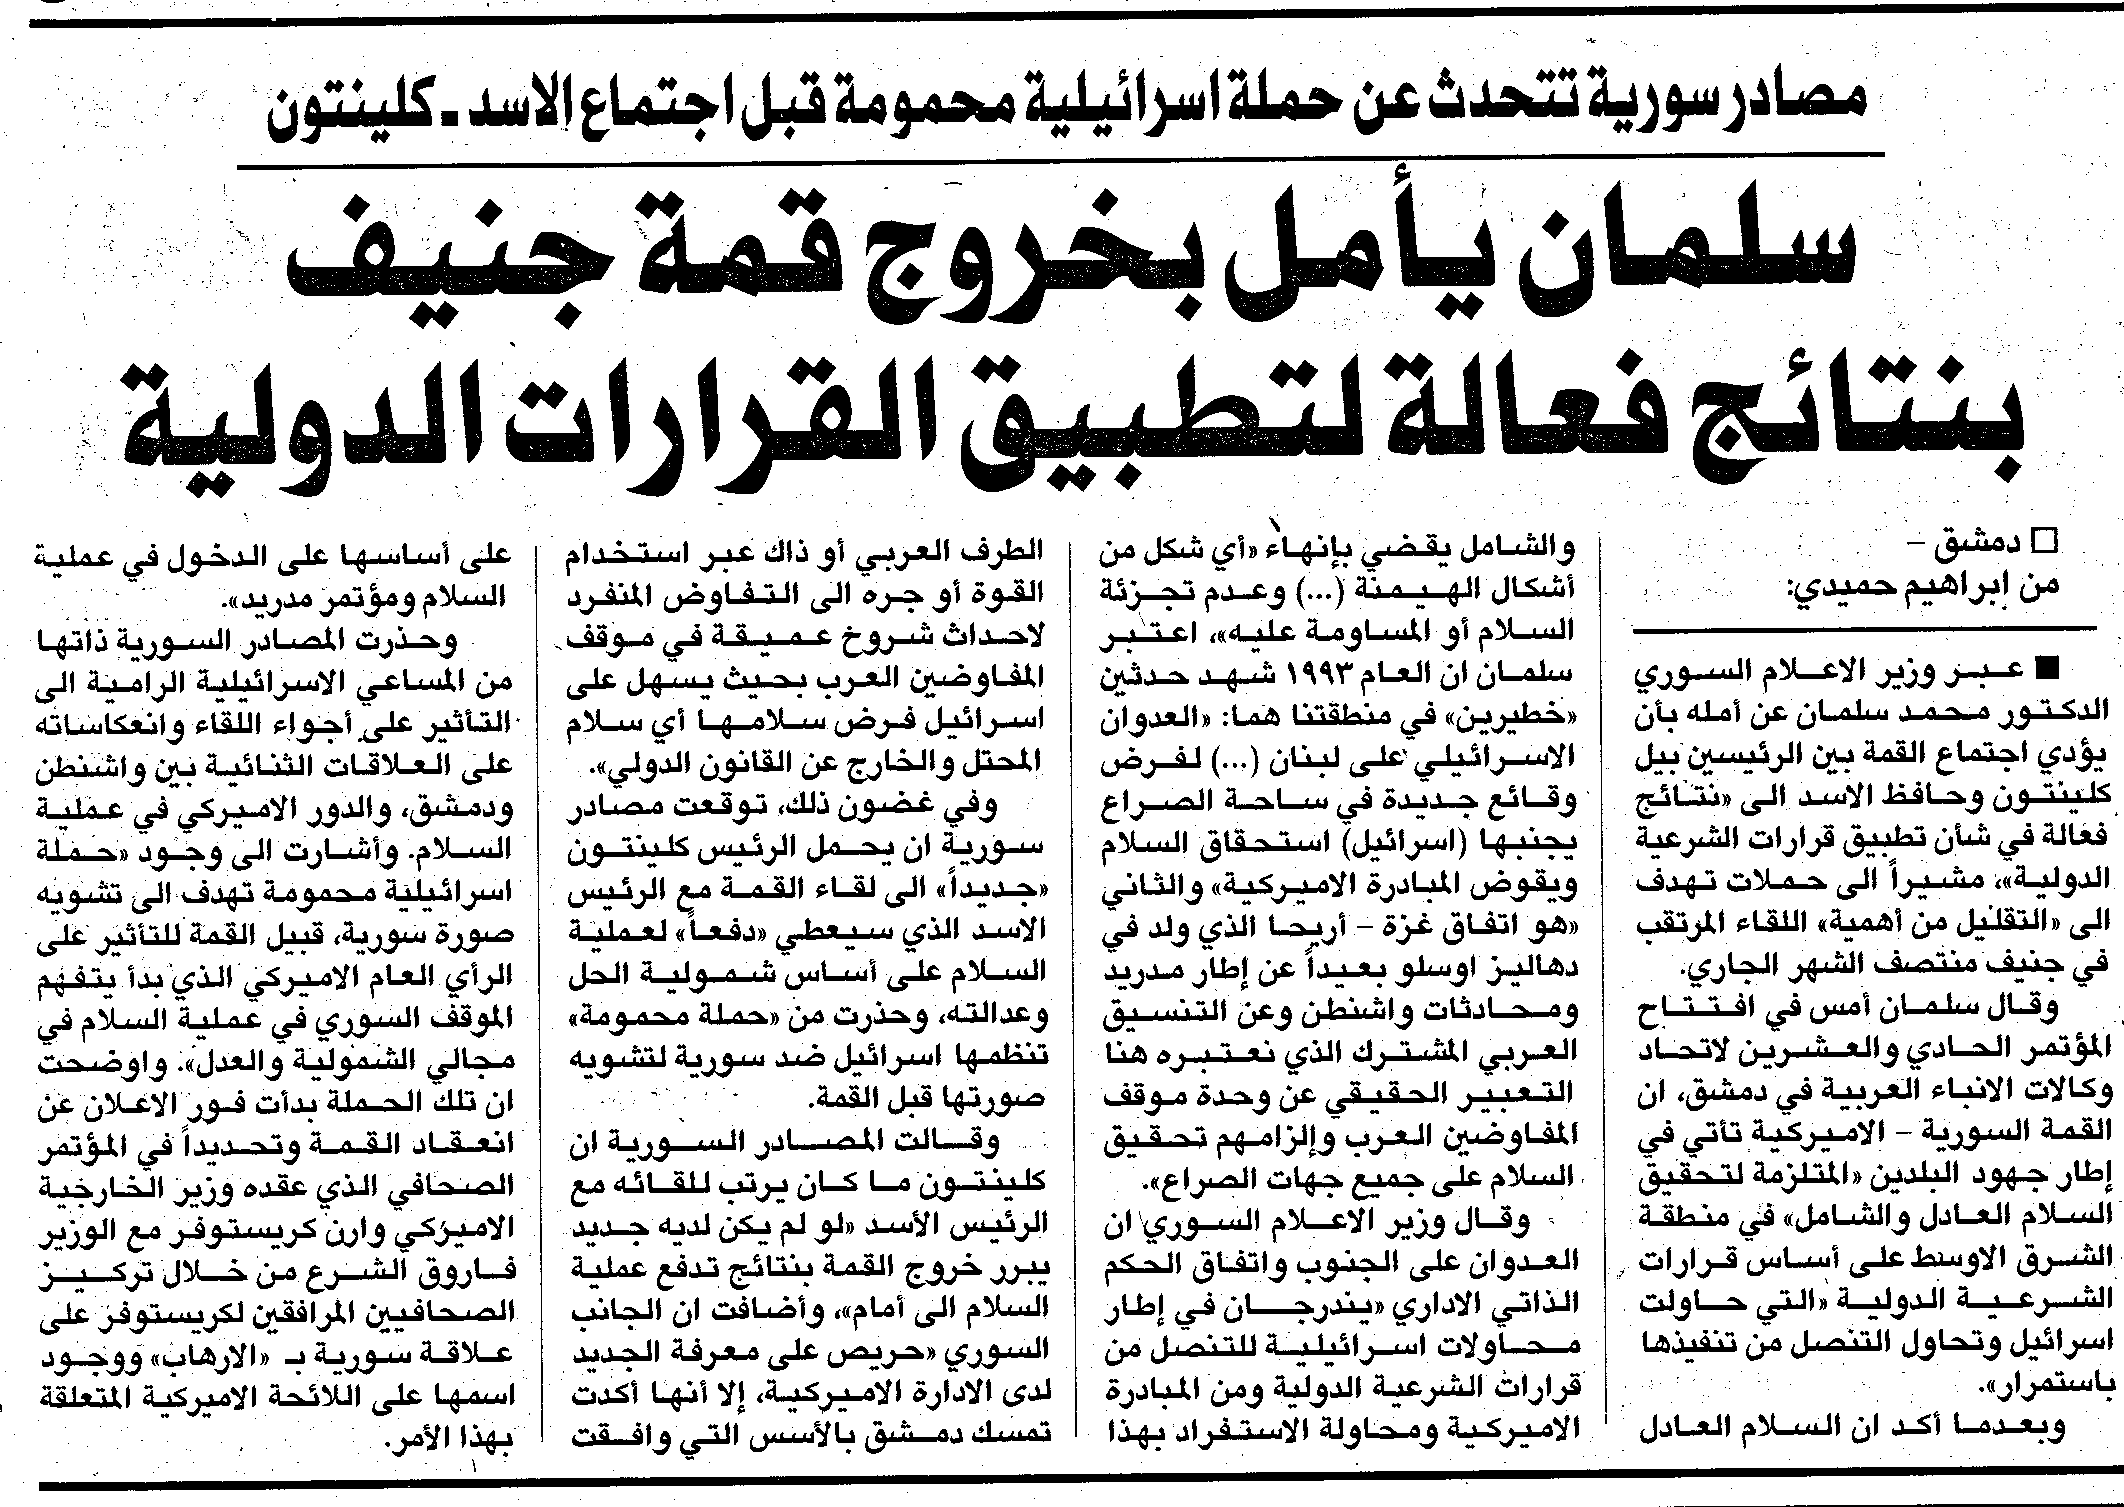 مصادر سورية تتحدث عن حملة اسرائيلية محمومة قبل اجتماع الاسد ـ كلينتون
سلمان يأمل بخروج قمة جنيف
بنتائج فعالة لتطبيق القرارات الدولية
□ دمشق –
من إبراهيم حميدي:
■ عبر وزير الاعلام السوري
الدكتور محمد سلمان عن أمله بأن
يؤدي اجتماع القمة بين الرئيسين بيل
كلينتون وحافظ الاسد الى «نتائج
فعالة في شأن تطبيق قرارات الشرعية
الدولية»، مشيراً الى حملات تهدف
الى «التقليل من أهمية» اللقاء المرتقب
في جنيف منتصف الشهر الجاري.
وقال سلمان أمس في افتتاح
المؤتمر الحادي والعشرين لاتحاد
وكالات الانباء العربية في دمشق، ان
القمة السورية – الاميركية تأتي في
إطار جهود البلدين «المتلزمة لتحقيق
السلام العادل والشامل» في منطقة
الشرق الاوسط على أساس قرارات
الشرعية الدولية «التي حاولت
اسرائيل وتحاول التنصل من تنفيذها
باستمرار».
وبعدما أكد ان السلام العادل
والشامل يقضي بإنهاء «أي شكل من
أشكال الهيمنة (...) وعدم تجزئة
السلام أو المساومة عليه»، اعتبر
سلمان ان العام ١٩٩٣ شهد حدثين
«خطيرين» في منطقتنا هما: «العدوان
الاسرائيلي على لبنان (...) لفرض
وقائع جديدة في ساحة الصراع
يجنبها (اسرائيل) استحقاق السلام
ويقوض المبادرة الاميركية» والثاني
«هو اتفاق غزة – أريحا الذي ولد في
دهاليز اوسلو بعيداً عن إطار مدريد
ومحادثات واشنطن وعن التنسيق
العربي المشترك الذي نعتبره هنا
التعبير الحقيقي عن وحدة موقف
المفاوضين العرب وإلزامهم تحقيق
السلام على جميع جهات الصراع».
وقال وزير الاعلام السوري ان
العدوان على الجنوب واتفاق الحكم
الذاتي الاداري «يندرجان في إطار
محاولات اسرائيلية للتنصل من
قرارات الشرعية الدولية ومن المبادرة
الاميركية ومحاولة الاستفراد بهذا
الطرف العربي أو ذاك عبر استخدام
القوة أو جره الى التفاوض المنفرد
لاحداث شروخ عميقة في موقف
المفاوضين العرب بحيث يسهل على
اسرائيل فرض سلامها أي سلام
المحتل والخارج عن القانون الدولي».
وفي غضون ذلك، توقعت مصادر
سورية ان يحمل الرئيس كلينتون
«جديداً» الى لقاء القمة مع الرئيس
الاسد الذي سيعطي «دفعاً» لعملية
السلام على أساس شمولية الحل
وعدالته، وحذرت من «حملة محمومة»
تنظمها اسرائيل ضد سورية لتشويه
صورتها قبل القمة.
وقالت المصادر السورية ان
كلينتون ما كان يرتب للقائه مع
الرئيس الأسد «لو لم يكن لديه جديد
يبرر خروج القمة بنتائج تدفع عملية
السلام الى أمام»، وأضافت ان الجانب
السوري «حريص على معرفة الجديد
لدى الادارة الاميركية، إلا أنها أكدت
تمسك دمشق بالأسس التي وافقت
على أساسها على الدخول في عملية
السلام ومؤتمر مدريد».
وحذرت المصادر السورية ذاتها
من المساعي الاسرائيلية الرامية الى
التأثير على أجواء اللقاء وانعكاساته
على العلاقات الثنائية بين واشنطن
ودمشق، والدور الاميركي في عملية
السلام. وأشارت الى وجود «حملة
اسرائيلية محمومة تهدف الى تشويه
صورة سورية، قبيل القمة للتأثير على
الرأي العام الاميركي الذي بدأ يتفهم
الموقف السوري في عملية السلام في
مجالي الشمولية والعدل». واوضحت
ان تلك الحملة بدأت فور الاعلان عن
انعقاد القمة وتحديداً في المؤتمر
الصحافي الذي عقده وزير الخارجية
الاميركي وارن كريستوفر مع الوزير
فاروق الشرع من خلال تركيز
الصحافيين المرافقين لكريستوفر على
علاقة سورية بـ «الارهاب» ووجود
اسمها على اللائحة الاميركية المتعلقة
بهذا الأمر.